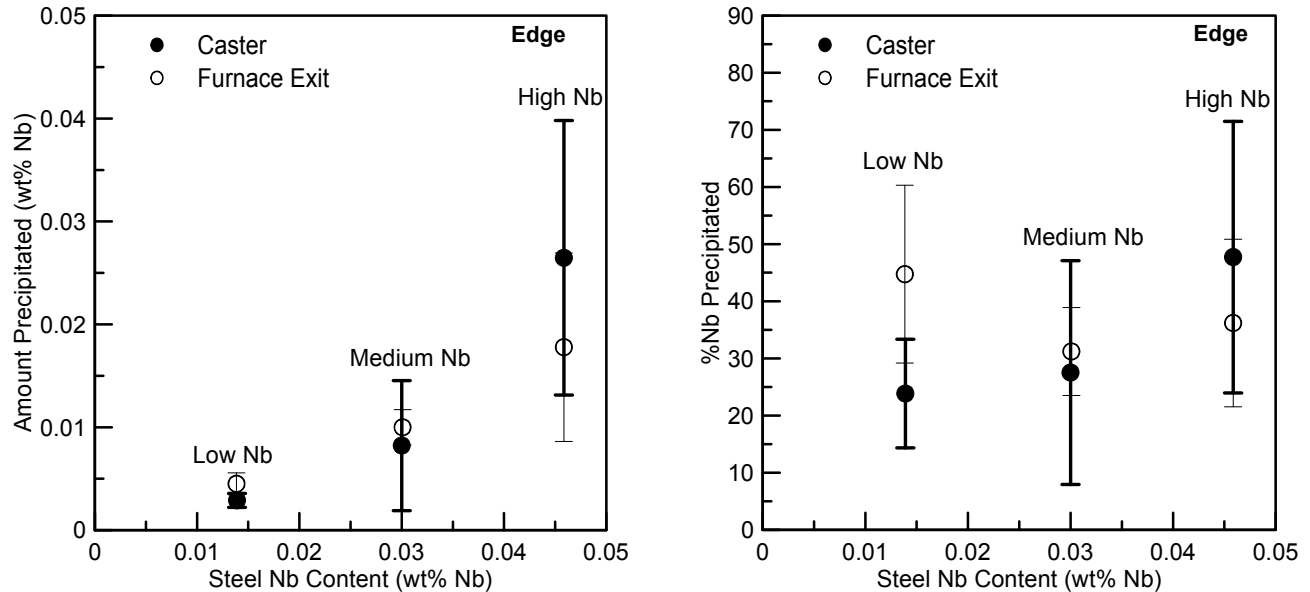 Amount Precipitated (wt% Nb)
0.05
0.04
0.03
0.02
0.01
0
Edge
Caster
Furnace Exit
High Nb
Medium Nb
Low Nb
0 0.01 0.02 0.03 0.04 0.05
Steel Nb Content (wt% Nb)
%Nb Precipitated
90
80
70
60
50
40
30
20
10
0
Edge
Caster
Furnace Exit
High Nb
Low Nb
Medium Nb
0 0.01 0.02 0.03 0.04 0.05
Steel Nb Content (wt% Nb)